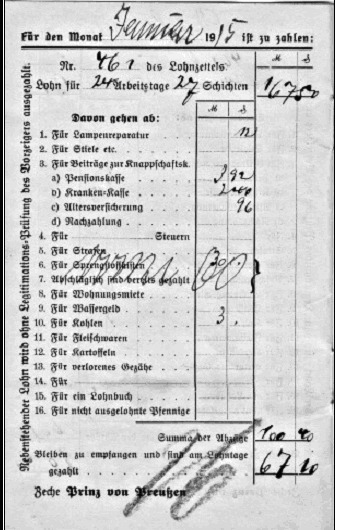 Für den Monat Januar 1915 ist zu zahlen:
M ₰
Nr. 461 des Lohnzettels.
Lohn für 24 Arbeitstage 27 Schichten 167 50
Davon gehen ab:
M ₰
1. Für Lampenreparatur 12
2. Für Stiele etc.
3. Für Beiträge zur Knappschaftsk.
a) Pensionskasse 3 92
b) Kranken-Kasse 2 40
c) Altersversicherung 96
d) Nachzahlung
4. Für Steuern
5. Für Strafen
6. Für Sprengstoffkosten
7. Abschläglich sind bereits gezahlt 90
8. Für Wohnungsmiete
9. Für Wassergeld
10. Für Kohlen 3
11. Für Fleischwaren
12. Für Kartoffeln
13. Für verlorenes Gezähe
14. Für
15. Für ein Lohnbuch
16. Für nicht ausgelohnte Pfennige
Summa der Abzüge 100 40
Bleiben zu empfangen und sind am Lohntage
gezahlt 67 10
Zeche Prinz von Preußen
Nebenstehender Lohn wird ohne Legitimations-Prüfung des Vorzeigers ausgezahlt.